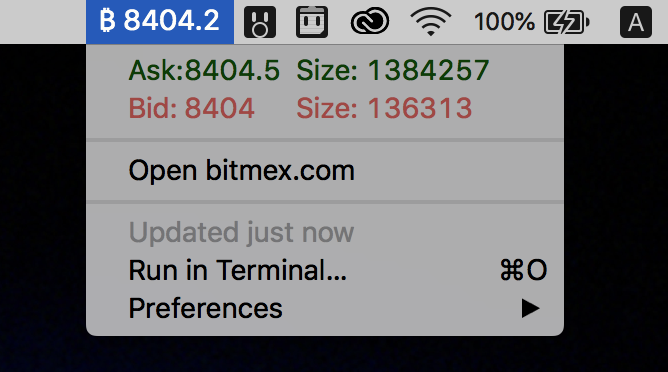 ₿ 8404.2 100% A
Ask:8404.5 Size: 1384257
Bid: 8404 Size: 136313
Open bitmex.com
Updated just now
Run in Terminal... ⌘O
Preferences ▶